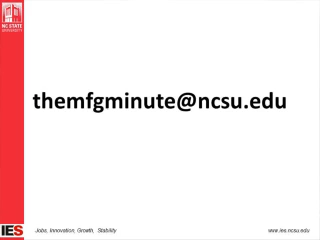 NC STATE
UNIVERSITY
themfgminute@ncsu.edu
IES
Jobs, Innovation, Growth, Stability
www.ies.ncsu.edu